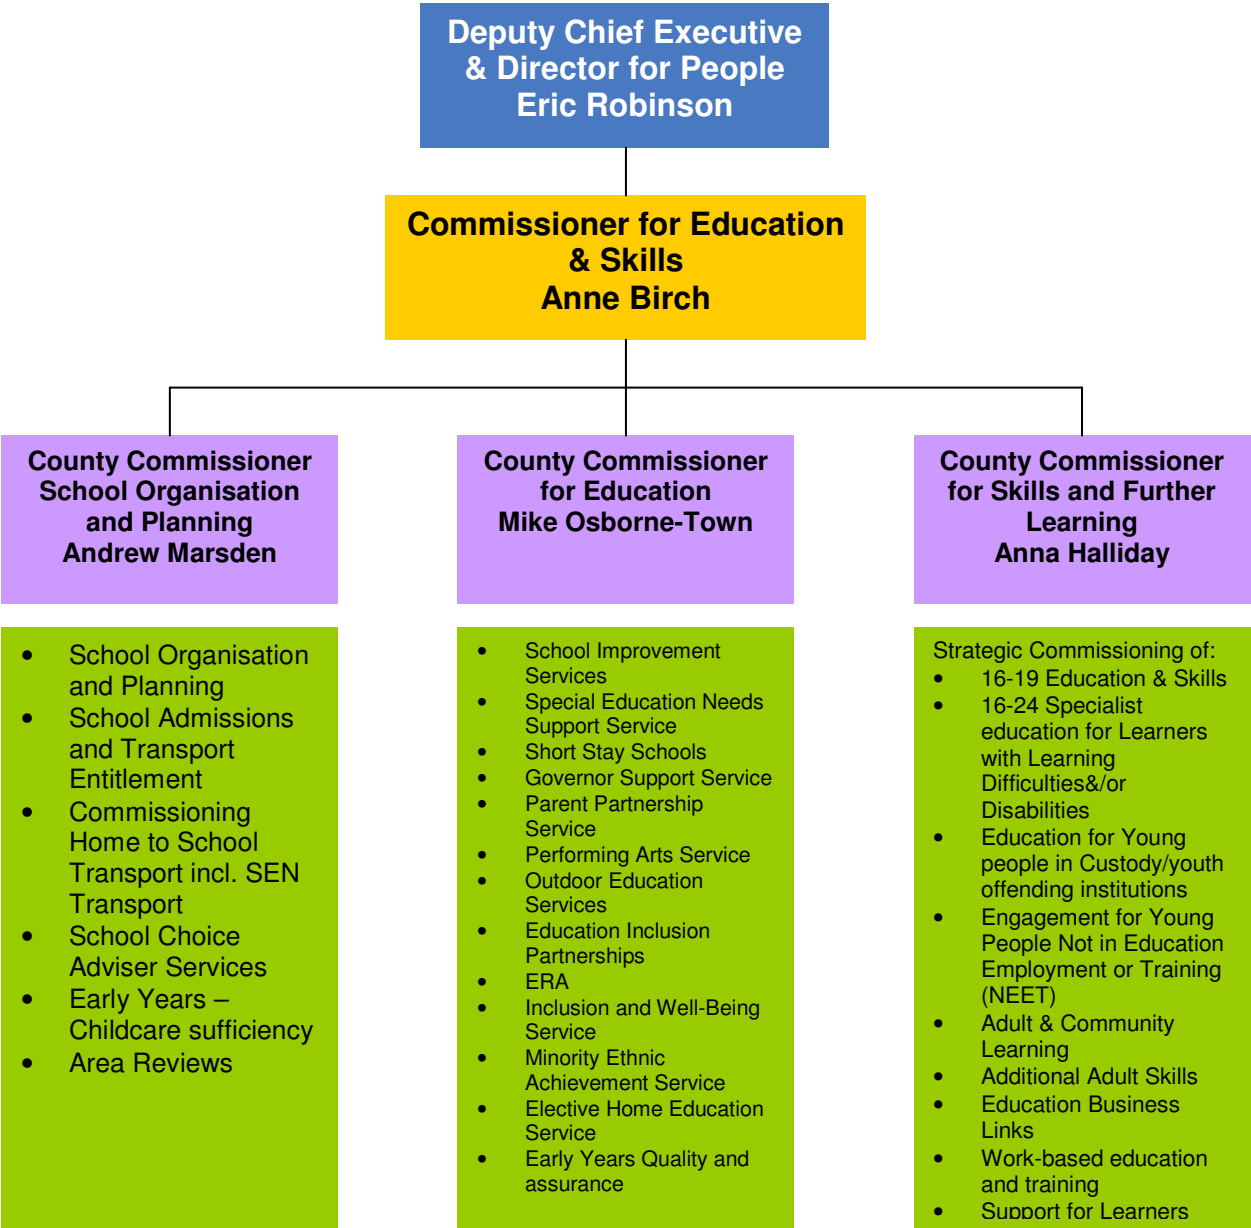 Deputy Chief Executive
& Director for People
Eric Robinson
Commissioner for Education
& Skills
Anne Birch
County Commissioner
School Organisation
and Planning
Andrew Marsden
County Commissioner
for Education
Mike Osborne-Town
County Commissioner
for Skills and Further
Learning
Anna Halliday
• School Organisation
and Planning
• School Admissions
and Transport
Entitlement
• Commissioning
Home to School
Transport incl. SEN
Transport
• School Choice
Adviser Services
• Early Years –
Childcare sufficiency
• Area Reviews
• School Improvement
Services
• Special Education Needs
Support Service
• Short Stay Schools
• Governor Support Service
• Parent Partnership
Service
• Performing Arts Service
• Outdoor Education
Services
• Education Inclusion
Partnerships
• ERA
• Inclusion and Well-Being
Service
• Minority Ethnic
Achievement Service
• Elective Home Education
Service
• Early Years Quality and
assurance
Strategic Commissioning of:
• 16-19 Education & Skills
• 16-24 Specialist
education for Learners
with Learning
Difficulties&/or
Disabilities
• Education for Young
people in Custody/youth
offending institutions
• Engagement for Young
People Not in Education
Employment or Training
(NEET)
• Adult & Community
Learning
• Additional Adult Skills
• Education Business
Links
• Work-based education
and training
• Support for Learners